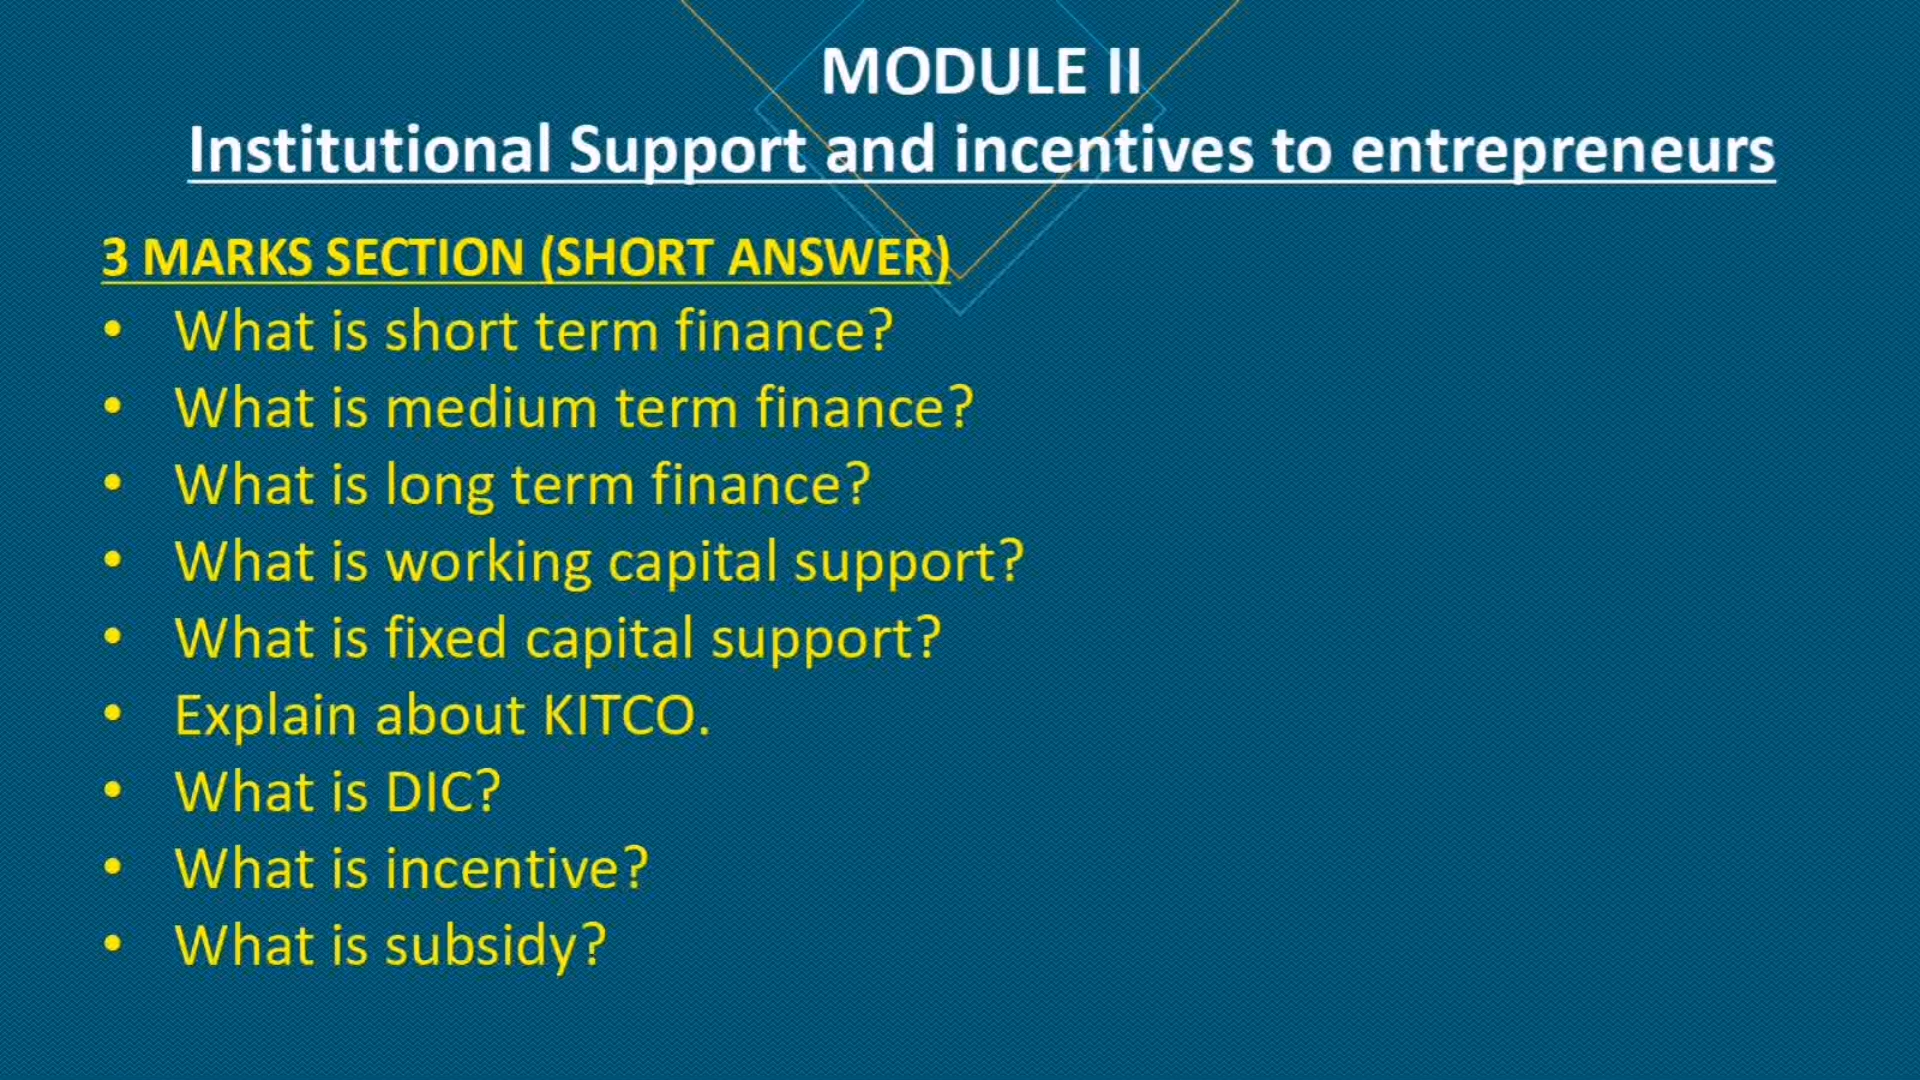 MODULE II
Institutional Support and incentives to entrepreneurs
3 MARKS SECTION (SHORT ANSWER)
• What is short term finance?
• What is medium term finance?
• What is long term finance?
• What is working capital support?
• What is fixed capital support?
• Explain about KITCO.
• What is DIC?
• What is incentive?
• What is subsidy?